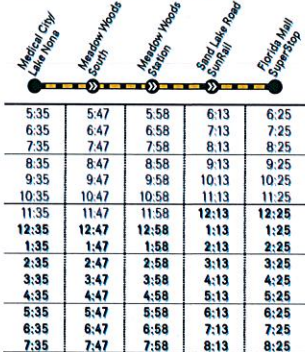 Medical City/
Lake Nona
Meadow Woods
South
Meadow Woods
Station
Sand Lake Road
SunRail
Florida Mall
SuperStop
5:35 5:47 5:58 6:13 6:25
6:35 6:47 6:58 7:13 7:25
7:35 7:47 7:58 8:13 8:25
8:35 8:47 8:58 9:13 9:25
9:35 9:47 9:58 10:13 10:25
10:35 10:47 10:58 11:13 11:25
11:35 11:47 11:58 12:13 12:25
12:35 12:47 12:58 1:13 1:25
1:35 1:47 1:58 2:13 2:25
2:35 2:47 2:58 3:13 3:25
3:35 3:47 3:58 4:13 4:25
4:35 4:47 4:58 5:13 5:25
5:35 5:47 5:58 6:13 6:25
6:35 6:47 6:58 7:13 7:25
7:35 7:47 7:58 8:13 8:25